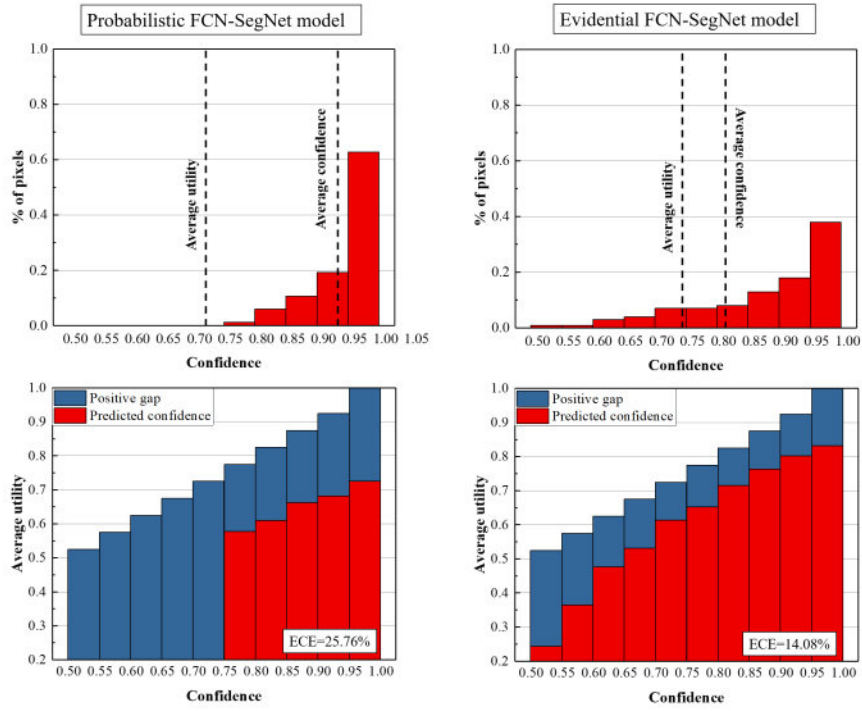 Probabilistic FCN-SegNet model
Evidential FCN-SegNet model
1.0
0.8
0.6
0.4
0.2
0.0
% of pixels
Average utility
Average confidence
0.50 0.55 0.60 0.65 0.70 0.75 0.80 0.85 0.90 0.95 1.00 1.05
Confidence
1.0
0.8
0.6
0.4
0.2
0.0
% of pixels
Average utility
Average confidence
0.50 0.55 0.60 0.65 0.70 0.75 0.80 0.85 0.90 0.95 1.00
Confidence
1.0
0.9
0.8
0.7
0.6
0.5
0.4
0.3
0.2
Average utility
Positive gap
Predicted confidence
ECE=25.76%
0.50 0.55 0.60 0.65 0.70 0.75 0.80 0.85 0.90 0.95 1.00
Confidence
1.0
0.9
0.8
0.7
0.6
0.5
0.4
0.3
0.2
Average utility
Positive gap
Predicted confidence
ECE=14.08%
0.50 0.55 0.60 0.65 0.70 0.75 0.80 0.85 0.90 0.95 1.00
Confidence